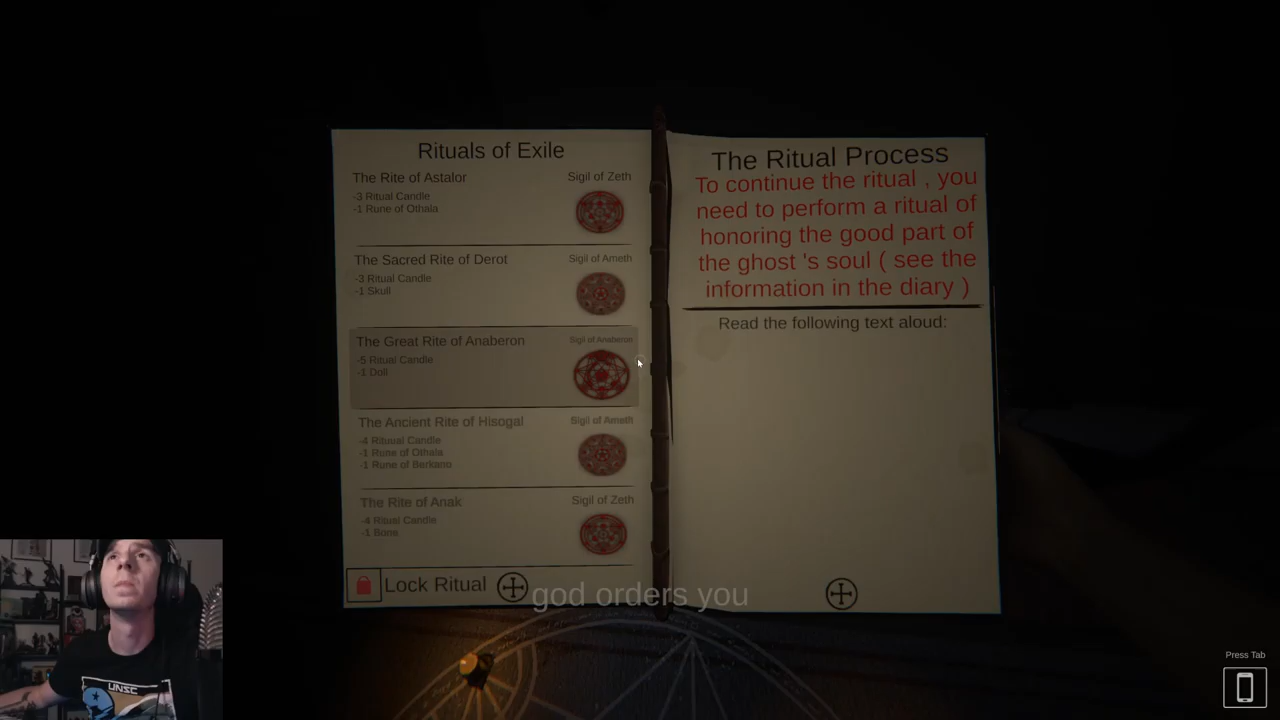 Rituals of Exile
The Rite of Astalor
Sigil of Zeth
-3 Ritual Candle
-1 Rune of Othala
The Sacred Rite of Derot
Sigil of Ameth
-3 Ritual Candle
-1 Skull
The Great Rite of Anaberon
Sigil of Anaberon
-5 Ritual Candle
-1 Doll
The Ancient Rite of Hisogal
Sigil of Ameth
-4 Rituual Candle
-1 Rune of Othala
-1 Rune of Berkano
The Rite of Anak
Sigil of Zeth
-4 Ritual Candle
-1 Bone
Lock Ritual
The Ritual Process
To continue the ritual , you
need to perform a ritual of
honoring the good part of
the ghost 's soul ( see the
information in the diary )
Read the following text aloud:
god orders you
UNSC
Press Tab